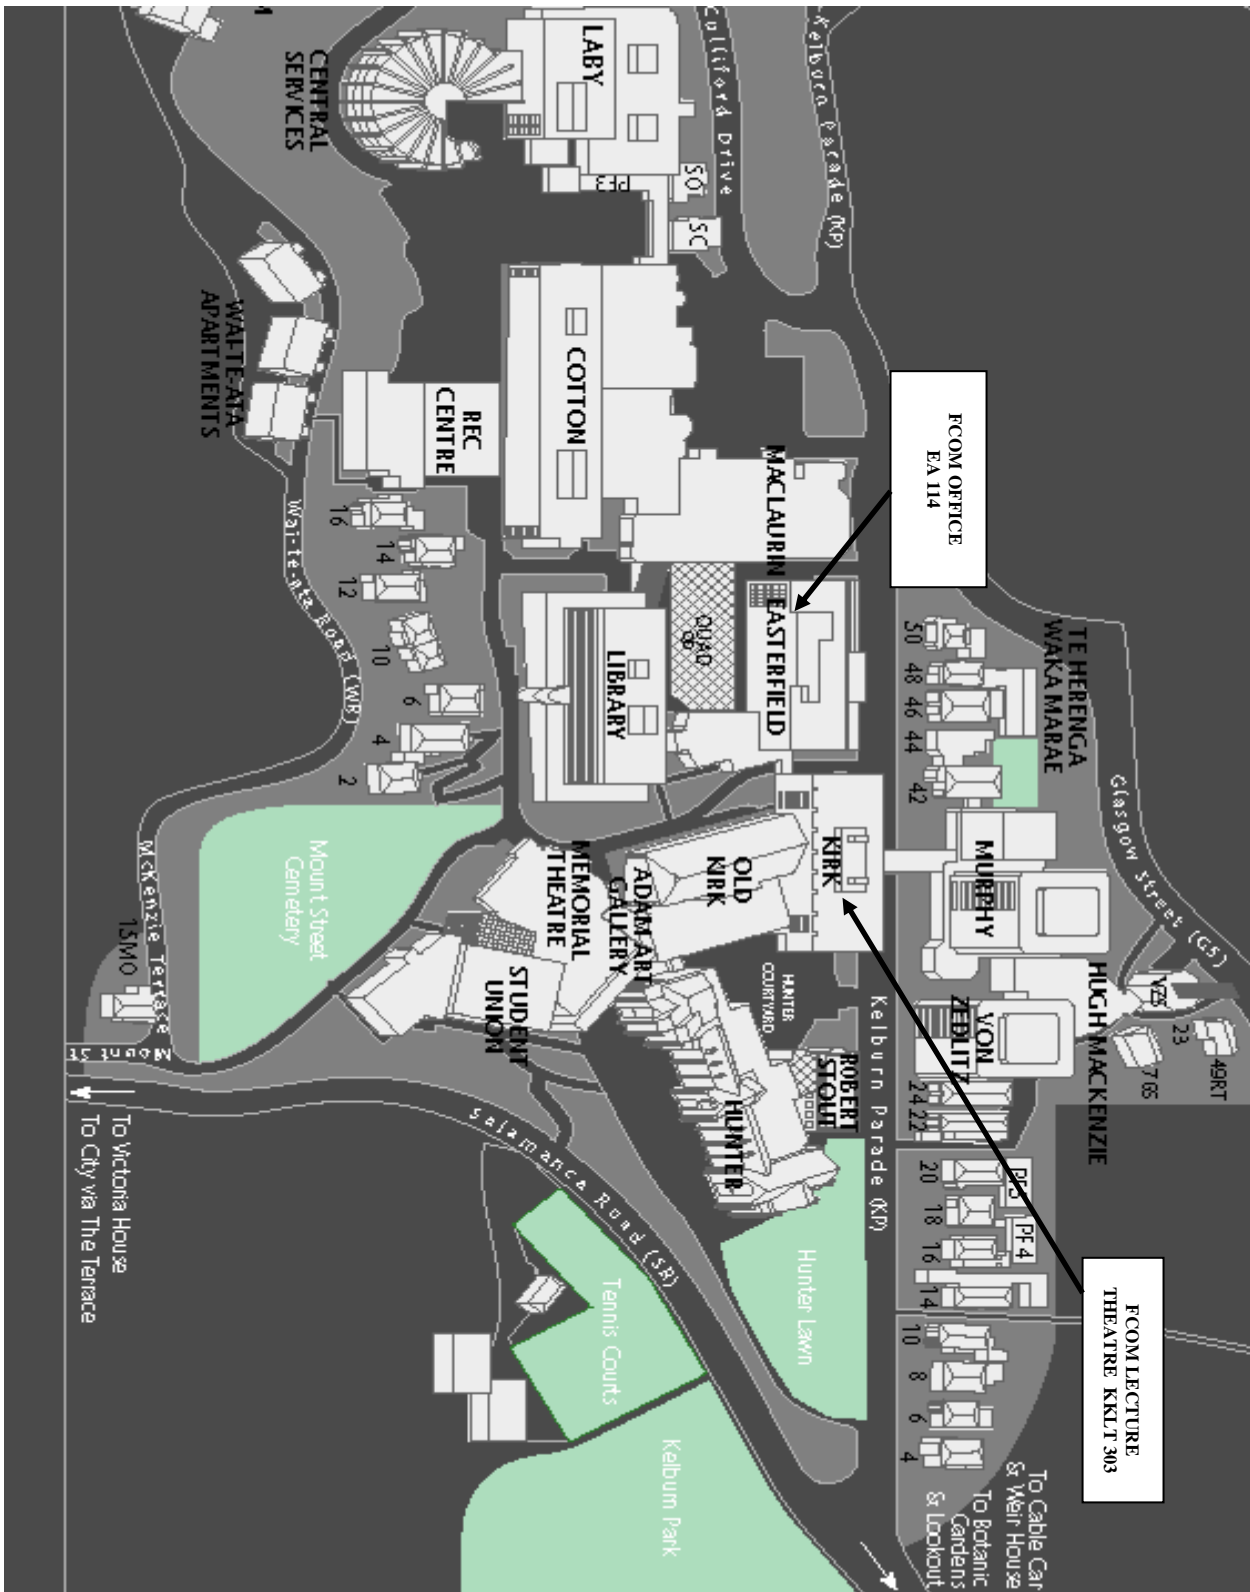 49RT
23
7GS
Glasgow Street (GS)
VZS
HUGH MACKENZIE
FCOM LECTURE
THEATRE KKLT 303
TE HERENGA
WAKA MARAE
MURPHY
VON
ZEDLITZ
PF5
PF4
To Cable Car
& Weir House
To Botanic
Gardens
& Lookout
FCOM OFFICE
EA 114
50
48
46
44
42
24
22
20
18
16
14
10
8
6
4
Kelburn Parade (KP)
Kelburn Parade (KP)
Culliford Drive
SO
SC
MACLAURIN
EASTERFIELD
KIRK
OLD
KIRK
HUNTER
COURTYARD
ROBERT
STOUT
HUNTER
Hunter Lawn
QUAD
LABY
COTTON
LIBRARY
ADAM ART
GALLERY
MEMORIAL
THEATRE
STUDENT
UNION
Salamanca Road (SR)
Tennis Courts
Kelburn Park
REC
CENTRE
CENTRAL
SERVICES
WAI-TE-ATA
APARTMENTS
16
14
12
10
6
4
2
Wai-te-ata Road (WR)
Mount Street
Cemetery
McKenzie Terrace
15MO
Mount St
To Victoria House
To City via The Terrace